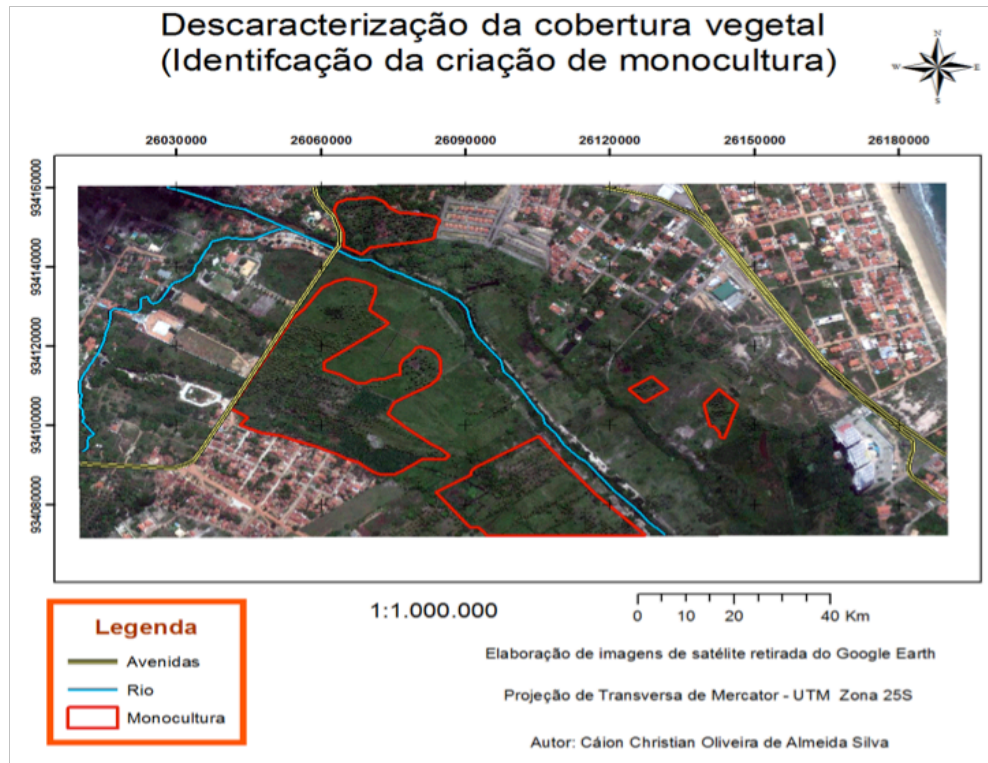 Descaracterização da cobertura vegetal
(Identifcação da criação de monocultura)
N
W E
S
26030000 26060000 26090000 26120000 26150000 26180000
934160000
934140000
934120000
934100000
934080000
1:1.000.000
0 10 20 40 Km
Legenda
Avenidas
Rio
Monocultura
Elaboração de imagens de satélite retirada do Google Earth
Projeção de Transversa de Mercator - UTM Zona 25S
Autor: Cáion Christian Oliveira de Almeida Silva